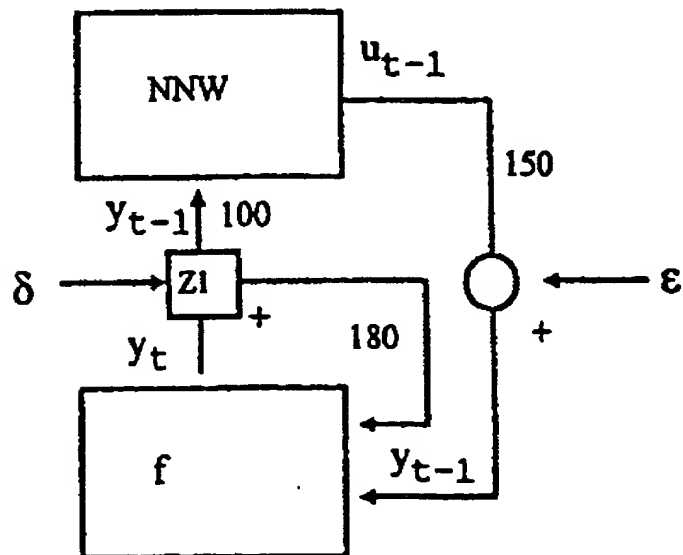 NNW
u_{t-1}
150
y_{t-1}
100
δ
Z1
+
ε
+
y_t
180
f
y_{t-1}